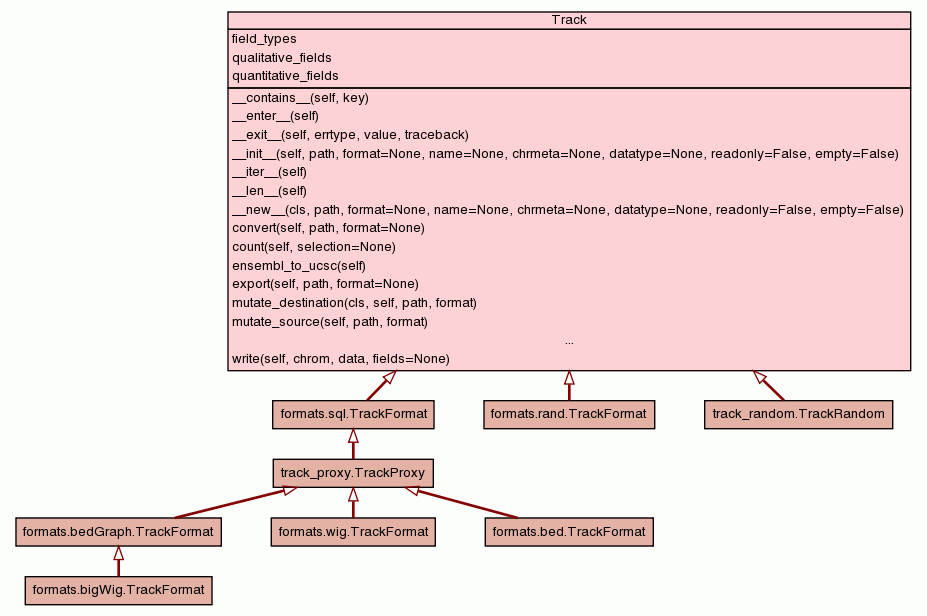 Track
field_types
qualitative_fields
quantitative_fields
__contains__(self, key)
__enter__(self)
__exit__(self, errtype, value, traceback)
__init__(self, path, format=None, name=None, chrmeta=None, datatype=None, readonly=False, empty=False)
__iter__(self)
__len__(self)
__new__(cls, path, format=None, name=None, chrmeta=None, datatype=None, readonly=False, empty=False)
convert(self, path, format=None)
count(self, selection=None)
ensembl_to_ucsc(self)
export(self, path, format=None)
mutate_destination(cls, self, path, format)
mutate_source(self, path, format)
...
write(self, chrom, data, fields=None)
formats.sql.TrackFormat
formats.rand.TrackFormat
track_random.TrackRandom
track_proxy.TrackProxy
formats.bedGraph.TrackFormat
formats.wig.TrackFormat
formats.bed.TrackFormat
formats.bigWig.TrackFormat